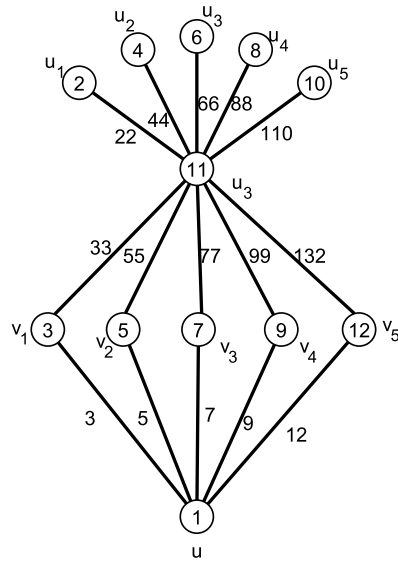 u₃
u₂
u₄
4 6 8
u₁ u₅
2 10
44 66 88
22 110
11
u₃
33 55 77 99 132
v₁ 3 v₂ 5 7 v₃ 9 v₄ 12 v₅
3 5 7 9 12
1
u